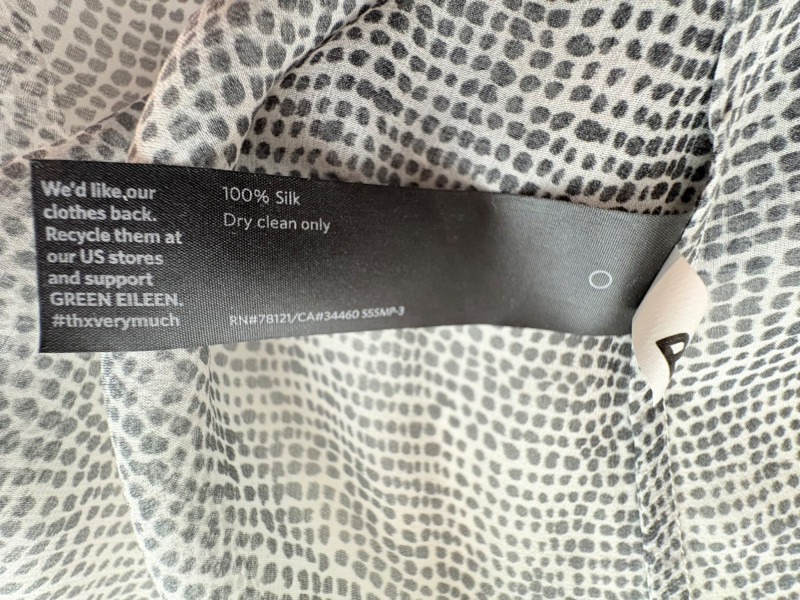 We'd like our
clothes back.
Recycle them at
our US stores
and support
GREEN EILEEN.
#thxverymuch
100% Silk
Dry clean only
RN#78121/CA#34460 S5SMP-3